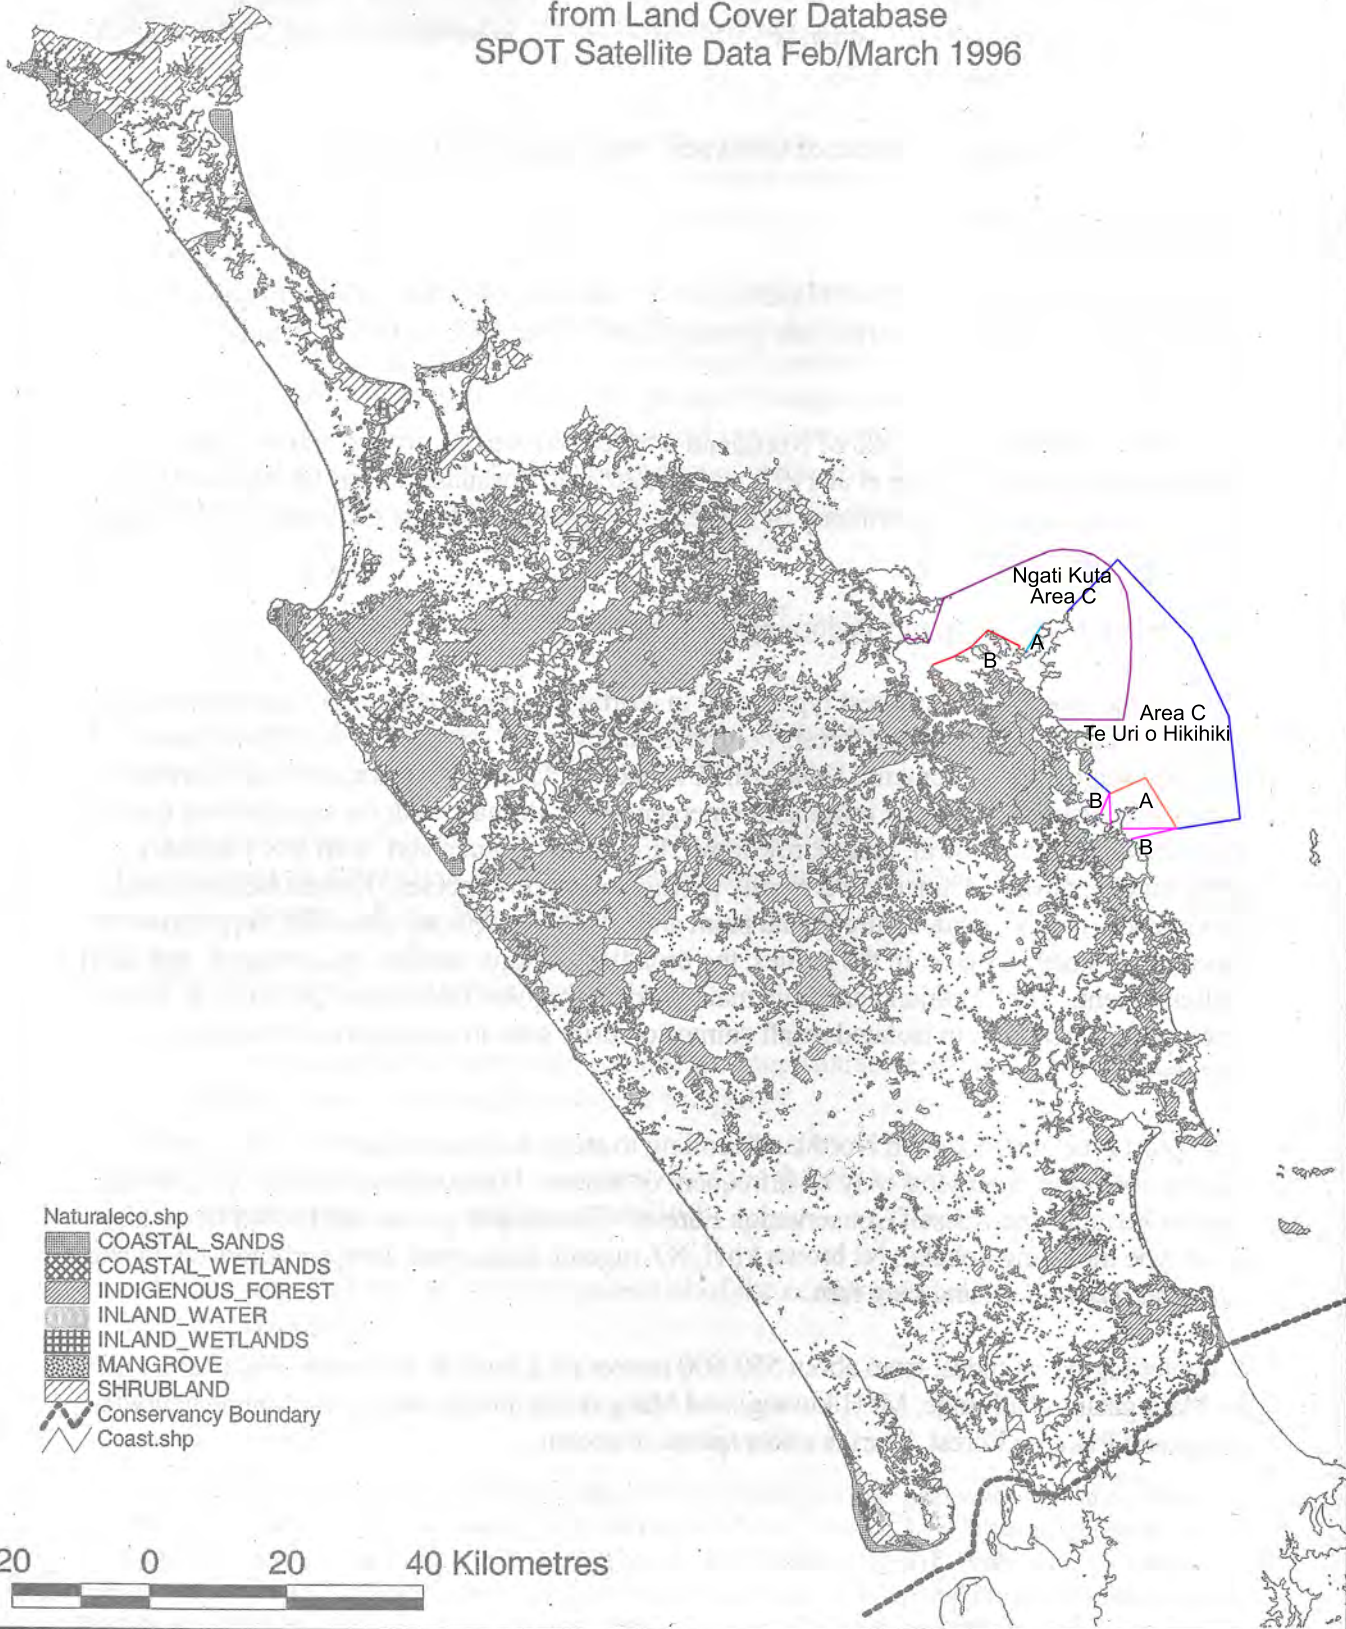 from Land Cover Database
SPOT Satellite Data Feb/March 1996
Ngati Kuta
Area C
A
B
Area C
Te Uri o Hikihiki
B
A
B
Naturaleco.shp
COASTAL_SANDS
COASTAL_WETLANDS
INDIGENOUS_FOREST
INLAND_WATER
INLAND_WETLANDS
MANGROVE
SHRUBLAND
Conservancy Boundary
Coast.shp
20 0 20 40 Kilometres